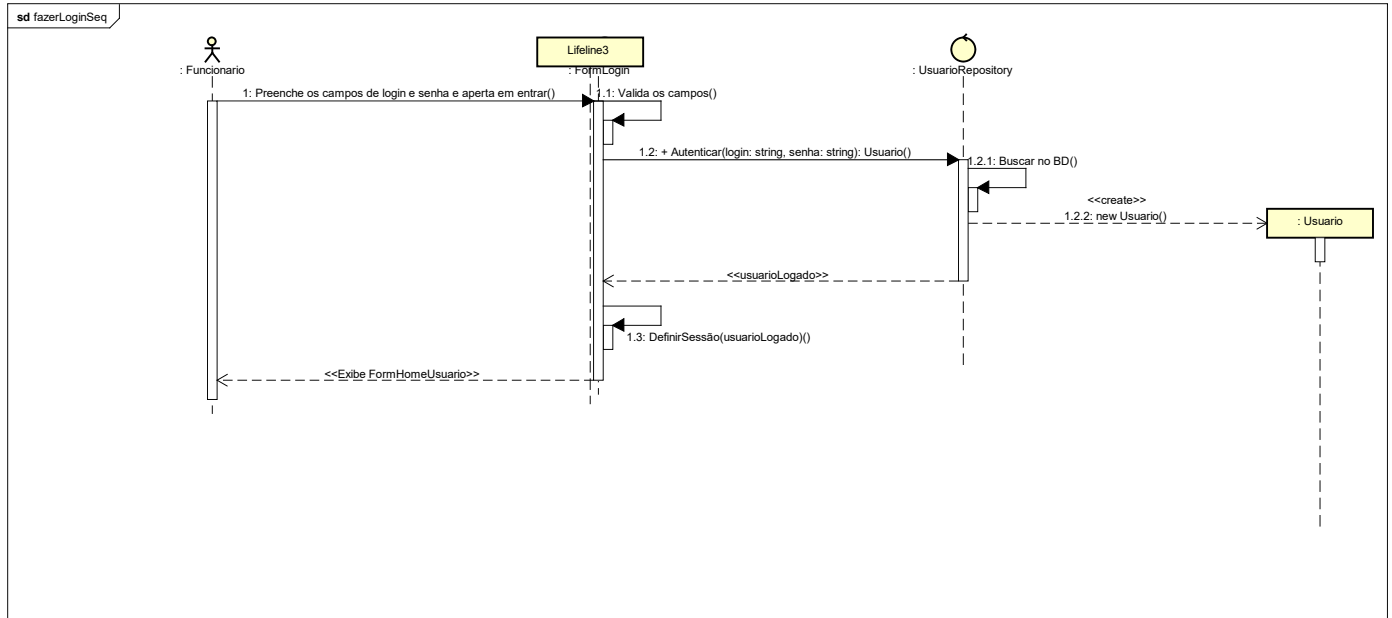 sd fazerLoginSeq
Lifeline3
: Funcionario
: FormLogin
: UsuarioRepository
1: Preenche os campos de login e senha e aperta em entrar()
1.1: Valida os campos()
1.2: + Autenticar(login: string, senha: string): Usuario()
1.2.1: Buscar no BD()
<<create>>
1.2.2: new Usuario()
: Usuario
<<usuarioLogado>>
1.3: DefinirSessão(usuarioLogado)()
<<Exibe FormHomeUsuario>>